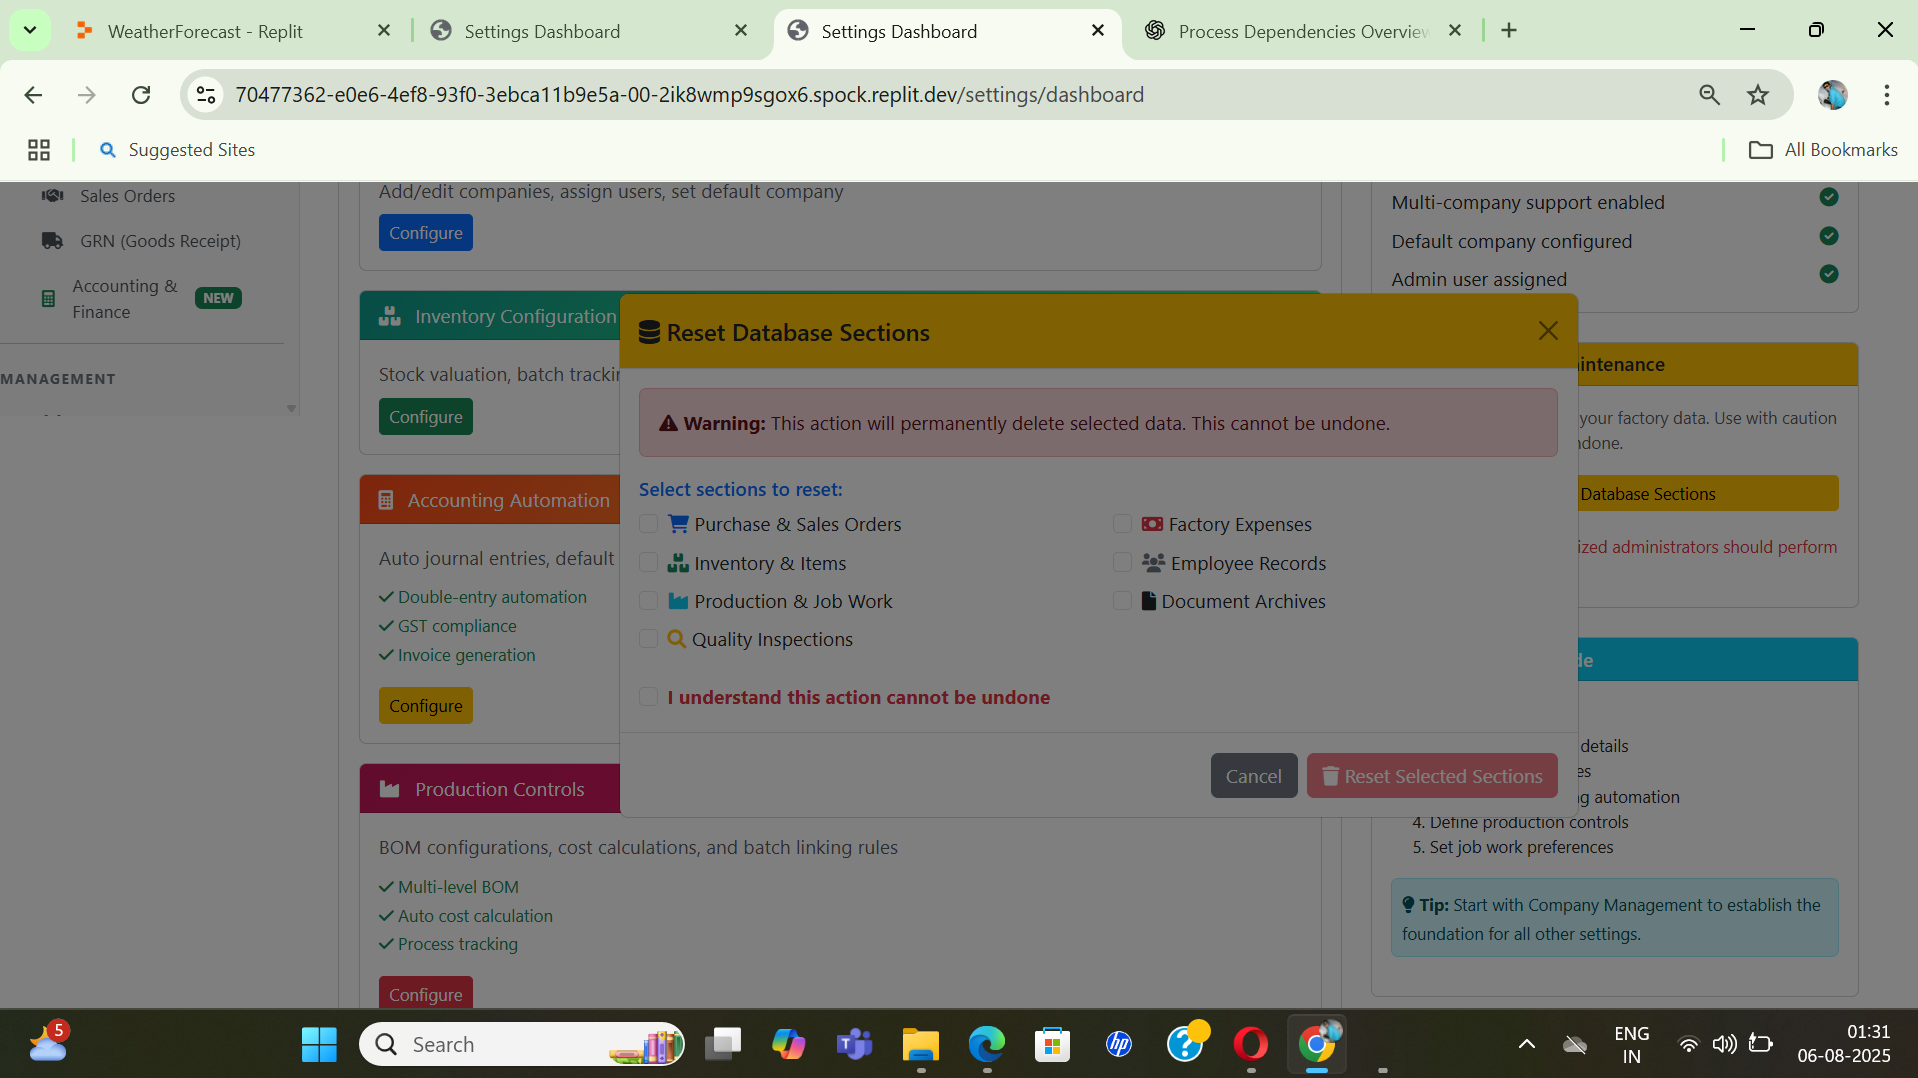 WeatherForecast - Replit
Settings Dashboard
Settings Dashboard
Process Dependencies Overview
70477362-e0e6-4ef8-93f0-3ebca11b9e5a-00-2ik8wmp9sgox6.spock.replit.dev/settings/dashboard
Suggested Sites
All Bookmarks
Sales Orders
GRN (Goods Receipt)
Accounting &
Finance
NEW
MANAGEMENT
Add/edit companies, assign users, set default company
Configure
Inventory Configuration
Stock valuation, batch
Configure
Accounting Automation
Auto journal entries, default
Double-entry automation
GST compliance
Invoice generation
Configure
Production Controls
BOM configurations, cost calculations, and batch linking rules
Multi-level BOM
Auto cost calculation
Process tracking
Configure
Reset Database Sections
Warning: This action will permanently delete selected data. This cannot be undone.
Select sections to reset:
Purchase & Sales Orders
Inventory & Items
Production & Job Work
Quality Inspections
Factory Expenses
Employee Records
Document Archives
I understand this action cannot be undone
Cancel
Reset Selected Sections
Multi-company support enabled
Default company configured
Admin user assigned
intenance
your factory data. Use with caution
ndone.
Database Sections
ized administrators should perform
de
details
es
g automation
4. Define production controls
5. Set job work preferences
Tip: Start with Company Management to establish the
foundation for all other settings.
5
Search
ENG
IN
01:31
06-08-2025